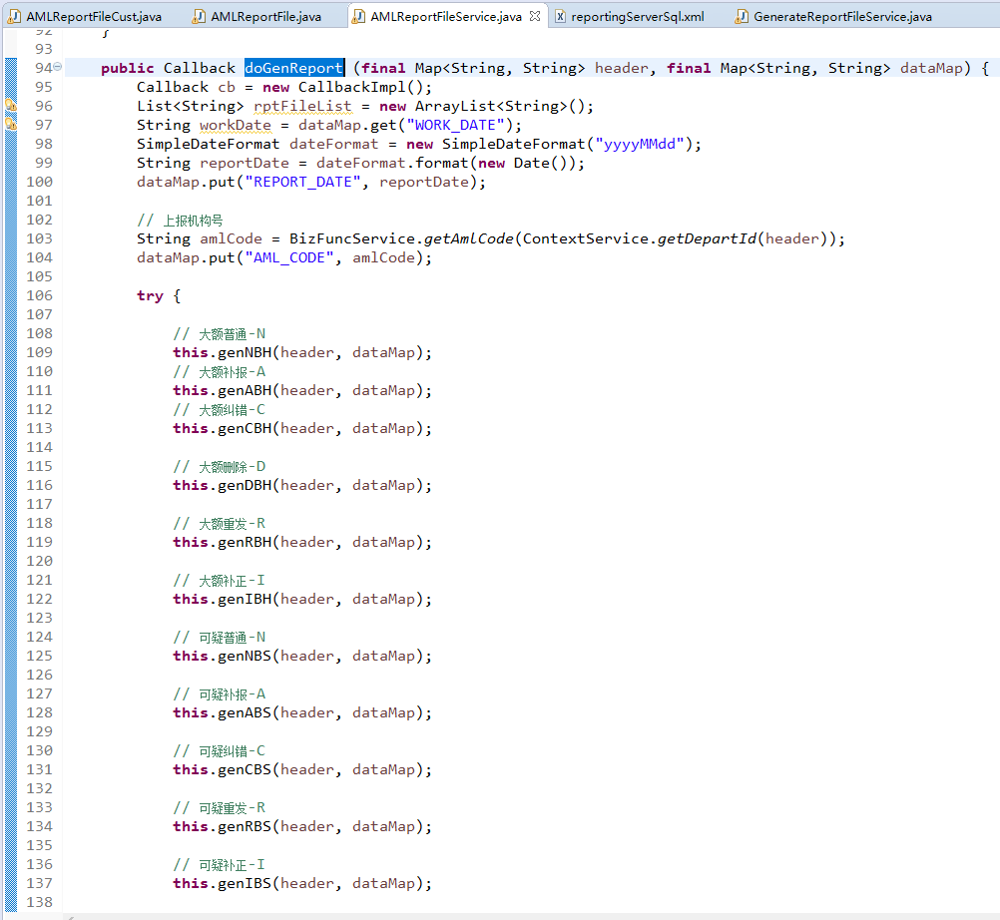 AMLReportFileCust.java AMLReportFile.java AMLReportFileService.java reportingServerSql.xml GenerateReportFileService.java
92 }
93
94 public Callback doGenReport (final Map<String, String> header, final Map<String, String> dataMap) {
95 Callback cb = new CallbackImpl();
96 List<String> rptFileList = new ArrayList<String>();
97 String workDate = dataMap.get("WORK_DATE");
98 SimpleDateFormat dateFormat = new SimpleDateFormat("yyyyMMdd");
99 String reportDate = dateFormat.format(new Date());
100 dataMap.put("REPORT_DATE", reportDate);
101
102 // 上报机构号
103 String amlCode = BizFuncService.getAmlCode(ContextService.getDepartId(header));
104 dataMap.put("AML_CODE", amlCode);
105
106 try {
107
108 // 大额普通-N
109 this.genNBH(header, dataMap);
110 // 大额补报-A
111 this.genABH(header, dataMap);
112 // 大额纠错-C
113 this.genCBH(header, dataMap);
114
115 // 大额删除-D
116 this.genDBH(header, dataMap);
117
118 // 大额重发-R
119 this.genRBH(header, dataMap);
120
121 // 大额补正-I
122 this.genIBH(header, dataMap);
123
124 // 可疑普通-N
125 this.genNBS(header, dataMap);
126
127 // 可疑补报-A
128 this.genABS(header, dataMap);
129
130 // 可疑纠错-C
131 this.genCBS(header, dataMap);
132
133 // 可疑重发-R
134 this.genRBS(header, dataMap);
135
136 // 可疑补正-I
137 this.genIBS(header, dataMap);
138